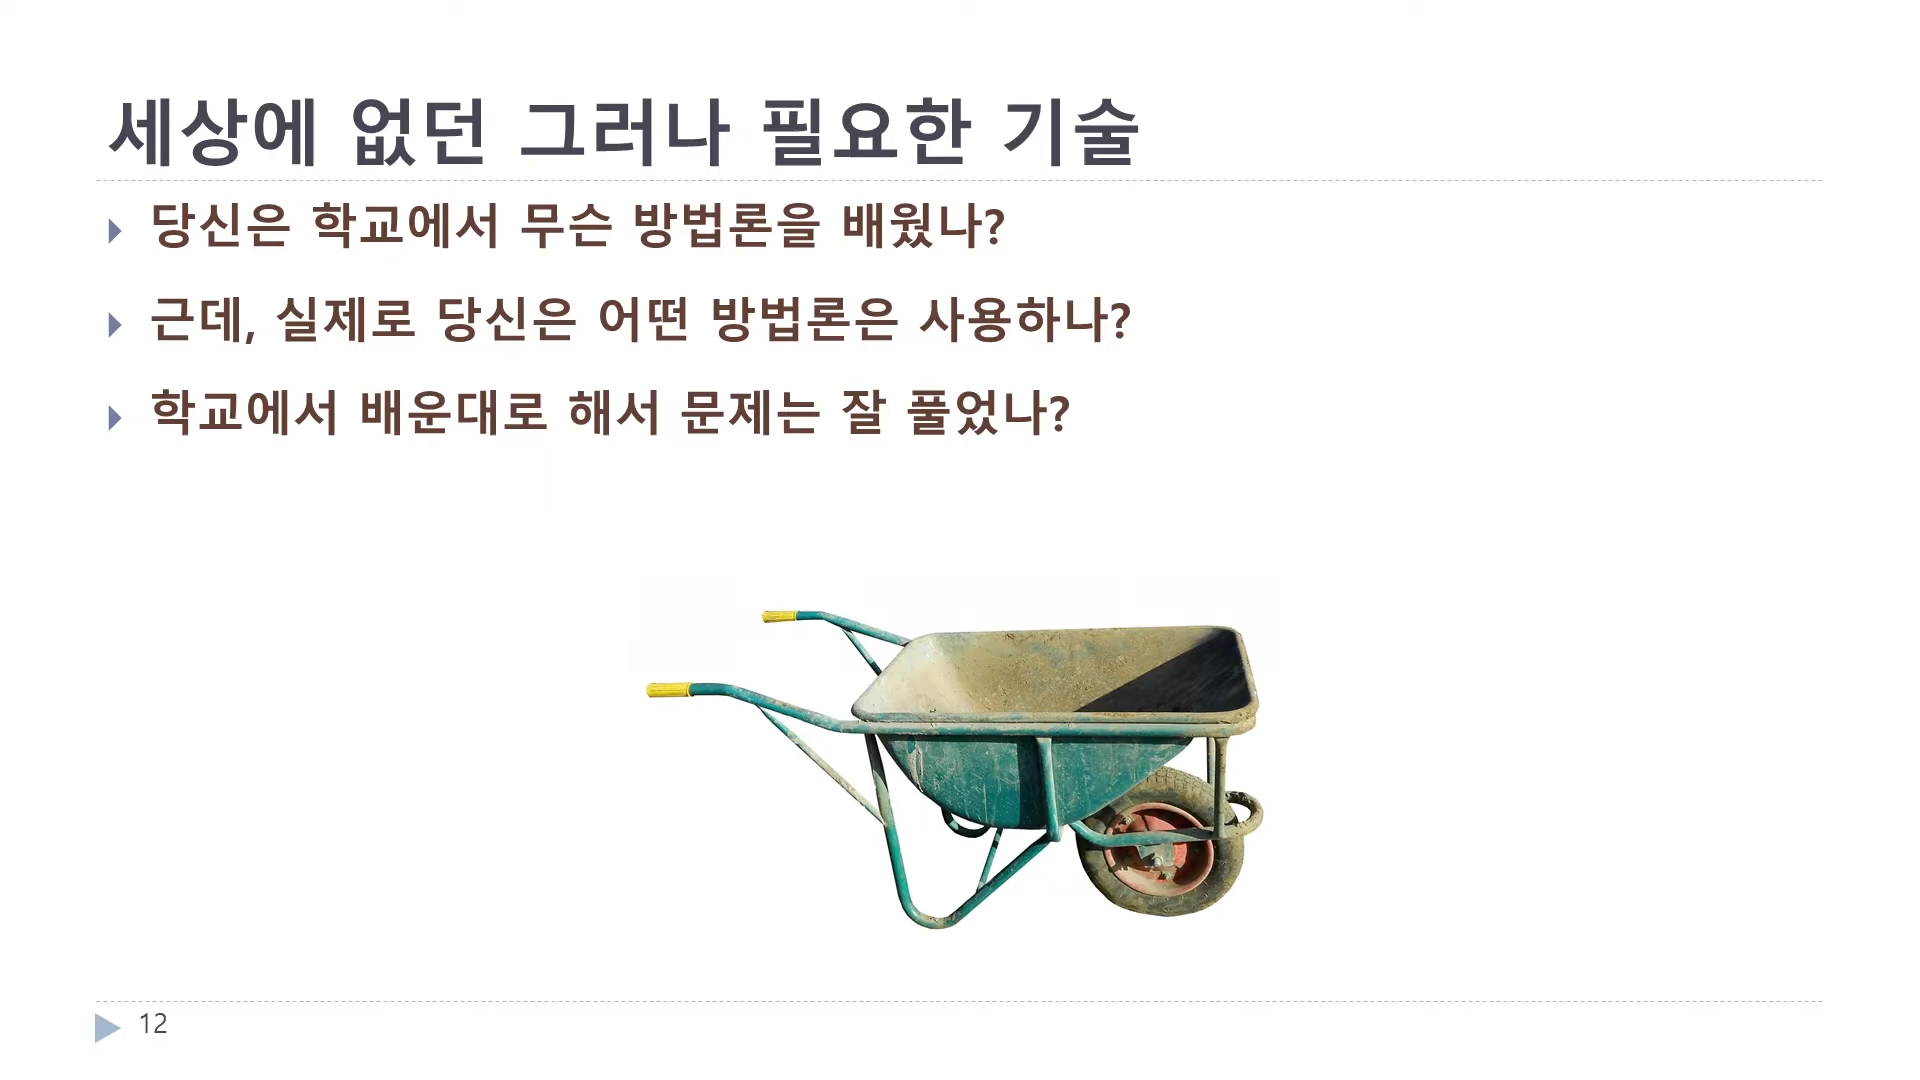 세상에 없던 그러나 필요한 기술
당신은 학교에서 무슨 방법론을 배웠나?
근데, 실제로 당신은 어떤 방법론은 사용하나?
학교에서 배운대로 해서 문제는 잘 풀었나?
12